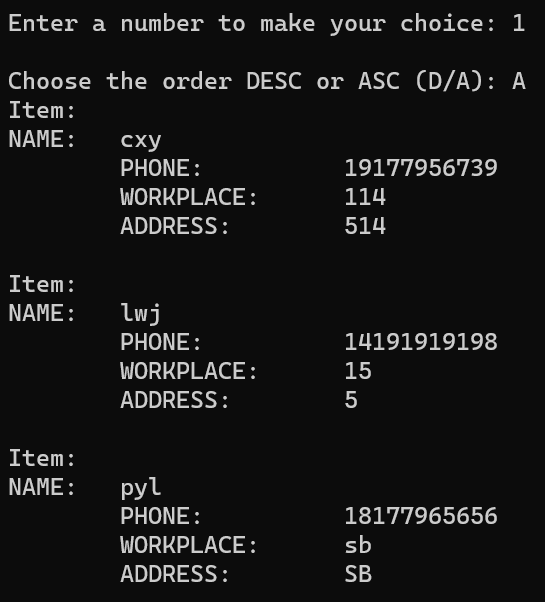 Enter a number to make your choice: 1
Choose the order DESC or ASC (D/A): A
Item:
NAME: cxy
PHONE: 19177956739
WORKPLACE: 114
ADDRESS: 514
Item:
NAME: lwj
PHONE: 14191919198
WORKPLACE: 15
ADDRESS: 5
Item:
NAME: pyl
PHONE: 18177965656
WORKPLACE: sb
ADDRESS: SB